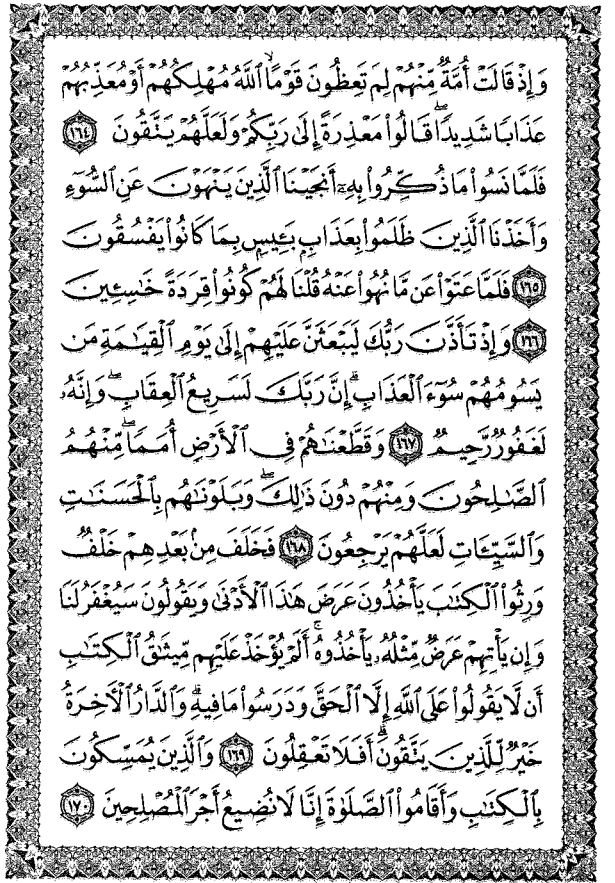 وَإِذْ قَالَتْ أُمَّةٌ مِّنْهُمْ لِمَ تَعِظُونَ قَوْمًا ۙ ٱللَّهُ مُهْلِكُهُمْ أَوْ مُعَذِّبُهُمْ
عَذَابًا شَدِيدًا ۖ قَالُوا۟ مَعْذِرَةً إِلَىٰ رَبِّكُمْ وَلَعَلَّهُمْ يَتَّقُونَ ١٦٤
فَلَمَّا نَسُوا۟ مَا ذُكِّرُوا۟ بِهِۦٓ أَنجَيْنَا ٱلَّذِينَ يَنْهَوْنَ عَنِ ٱلسُّوٓءِ
وَأَخَذْنَا ٱلَّذِينَ ظَلَمُوا۟ بِعَذَابٍۭ بَـِٔيسٍۭ بِمَا كَانُوا۟ يَفْسُقُونَ
١٦٥ فَلَمَّا عَتَوْا۟ عَن مَّا نُهُوا۟ عَنْهُ قُلْنَا لَهُمْ كُونُوا۟ قِرَدَةً خَـٰسِـِٔينَ
١٦٦ وَإِذْ تَأَذَّنَ رَبُّكَ لَيَبْعَثَنَّ عَلَيْهِمْ إِلَىٰ يَوْمِ ٱلْقِيَـٰمَةِ مَن
يَسُومُهُمْ سُوٓءَ ٱلْعَذَابِ ۗ إِنَّ رَبَّكَ لَسَرِيعُ ٱلْعِقَابِ ۖ وَإِنَّهُۥ
لَغَفُورٌ رَّحِيمٌ ١٦٧ وَقَطَّعْنَـٰهُمْ فِى ٱلْأَرْضِ أُمَمًا ۖ مِّنْهُمُ
ٱلصَّـٰلِحُونَ وَمِنْهُمْ دُونَ ذَٰلِكَ ۖ وَبَلَوْنَـٰهُم بِٱلْحَسَنَـٰتِ
وَٱلسَّيِّـَٔاتِ لَعَلَّهُمْ يَرْجِعُونَ ١٦٨ فَخَلَفَ مِنۢ بَعْدِهِمْ خَلْفٌ
وَرِثُوا۟ ٱلْكِتَـٰبَ يَأْخُذُونَ عَرَضَ هَـٰذَا ٱلْأَدْنَىٰ وَيَقُولُونَ سَيُغْفَرُ لَنَا
وَإِن يَأْتِهِمْ عَرَضٌ مِّثْلُهُۥ يَأْخُذُوهُ ۚ أَلَمْ يُؤْخَذْ عَلَيْهِم مِّيثَـٰقُ ٱلْكِتَـٰبِ
أَن لَّا يَقُولُوا۟ عَلَى ٱللَّهِ إِلَّا ٱلْحَقَّ وَدَرَسُوا۟ مَا فِيهِ ۗ وَٱلدَّارُ ٱلْـَٔاخِرَةُ
خَيْرٌ لِّلَّذِينَ يَتَّقُونَ ۗ أَفَلَا تَعْقِلُونَ ١٦٩ وَٱلَّذِينَ يُمَسِّكُونَ
بِٱلْكِتَـٰبِ وَأَقَامُوا۟ ٱلصَّلَوٰةَ إِنَّا لَا نُضِيعُ أَجْرَ ٱلْمُصْلِحِينَ ١٧٠